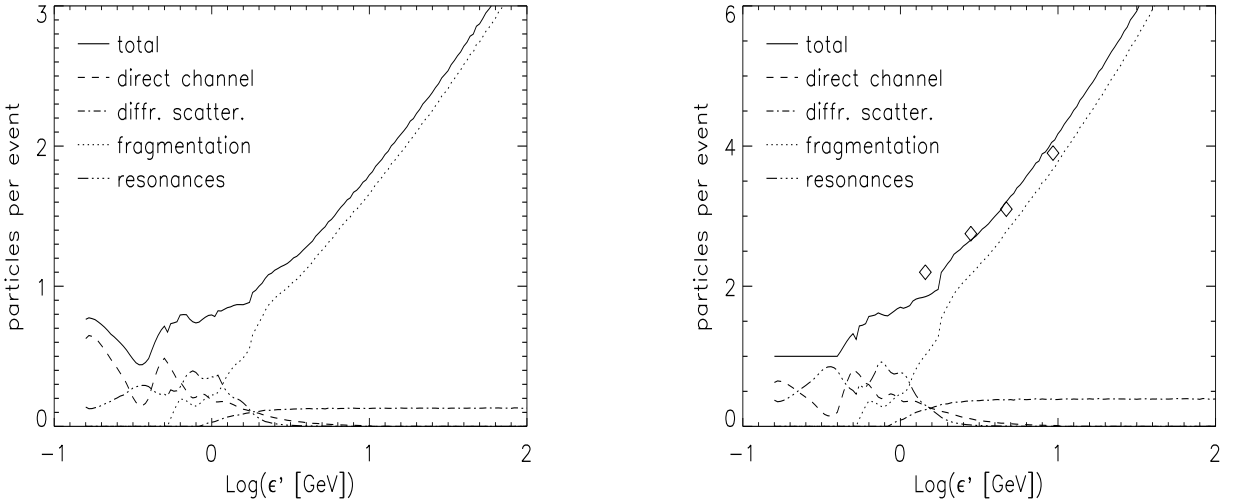 3
2
1
0
total
direct channel
diffr. scatter.
fragmentation
resonances
particles per event
−1 0 1 2
Log(ϵ’ [GeV])
6
4
2
0
total
direct channel
diffr. scatter.
fragmentation
resonances
particles per event
−1 0 1 2
Log(ϵ’ [GeV])